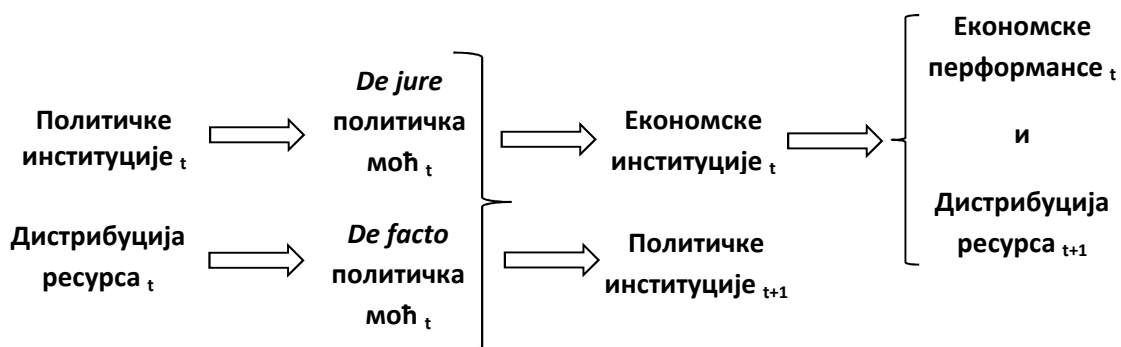 Политичке
институције t
Дистрибуција
ресурса t
De jure
политичка
моћ t
De facto
политичка
моћ t
Економске
институције t
Политичке
институције t+1
Економске
перформансе t
и
Дистрибуција
ресурса t+1